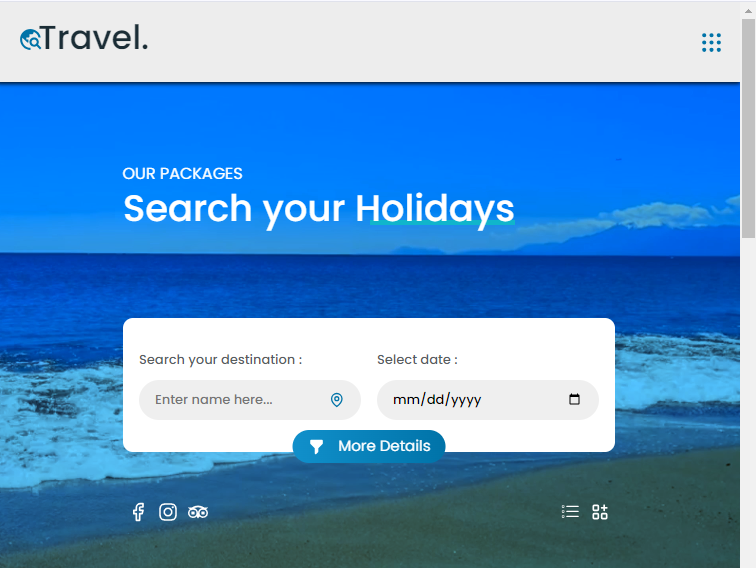 Travel.
OUR PACKAGES
Search your Holidays
Search your destination :
Select date :
Enter name here...
mm/dd/yyyy
More Details